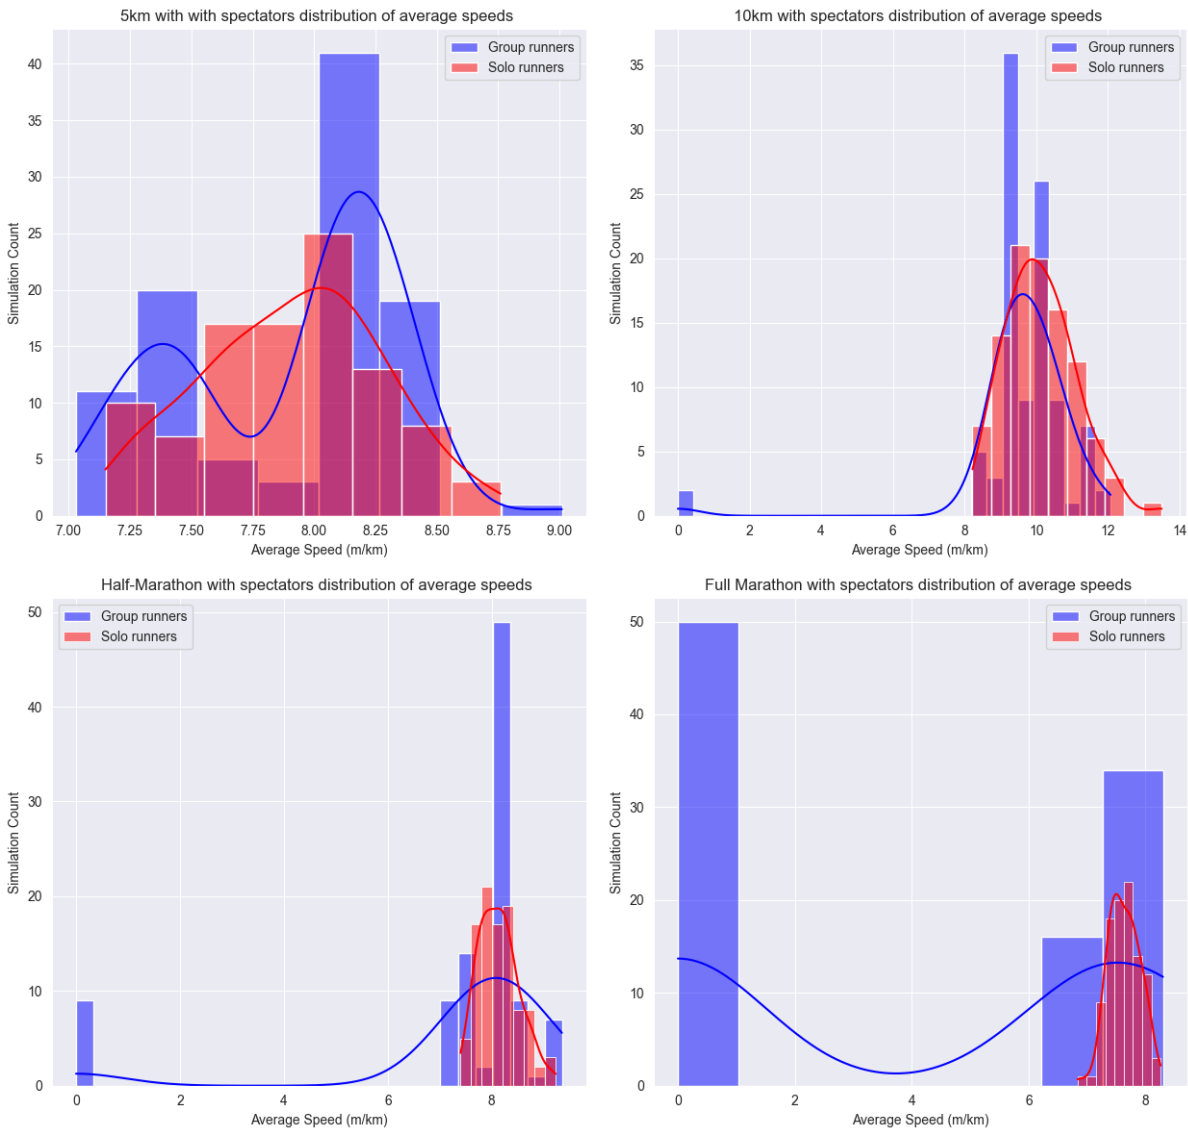 5km with with spectators distribution of average speeds
Group runners
Solo runners
Simulation Count
40
35
30
25
20
15
10
5
0
7.00 7.25 7.50 7.75 8.00 8.25 8.50 8.75 9.00
Average Speed (m/km)
10km with spectators distribution of average speeds
Group runners
Solo runners
Simulation Count
35
30
25
20
15
10
5
0
0 2 4 6 8 10 12 14
Average Speed (m/km)
Half-Marathon with spectators distribution of average speeds
Group runners
Solo runners
Simulation Count
50
40
30
20
10
0
0 2 4 6 8
Average Speed (m/km)
Full Marathon with spectators distribution of average speeds
Group runners
Solo runners
Simulation Count
50
40
30
20
10
0
0 2 4 6 8
Average Speed (m/km)